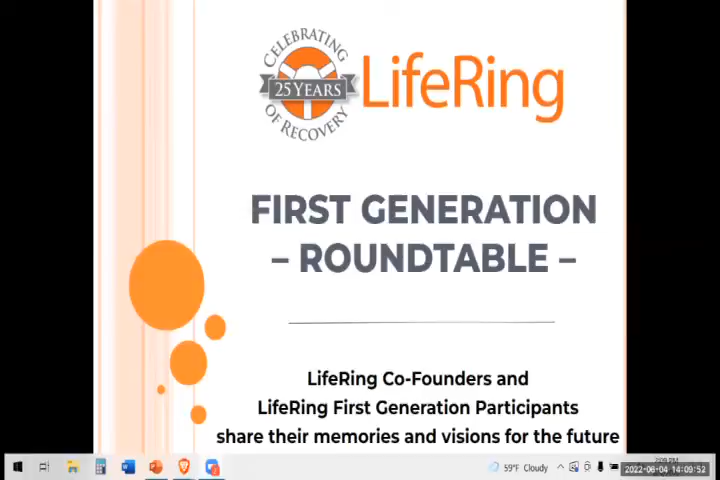 CELEBRATING
25 YEARS
OF RECOVERY
LifeRing
FIRST GENERATION
– ROUNDTABLE –
LifeRing Co-Founders and
LifeRing First Generation Participants
share their memories and visions for the future
59°F Cloudy
2022-06-04 14:09:52